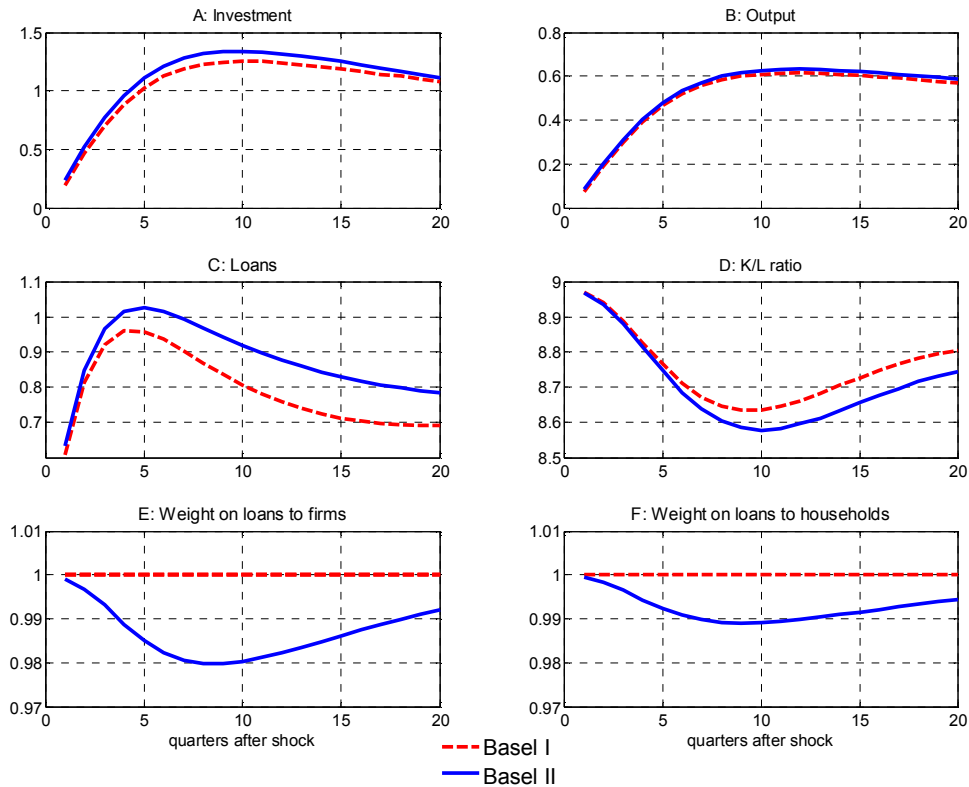 A: Investment
1.5
1
0.5
0
0 5 10 15 20
B: Output
0.8
0.6
0.4
0.2
0
0 5 10 15 20
C: Loans
1.1
1
0.9
0.8
0.7
0 5 10 15 20
D: K/L ratio
9
8.9
8.8
8.7
8.6
8.5
0 5 10 15 20
E: Weight on loans to firms
1.01
1
0.99
0.98
0.97
0 5 10 15 20
quarters after shock
F: Weight on loans to households
1.01
1
0.99
0.98
0.97
0 5 10 15 20
quarters after shock
Basel I
Basel II